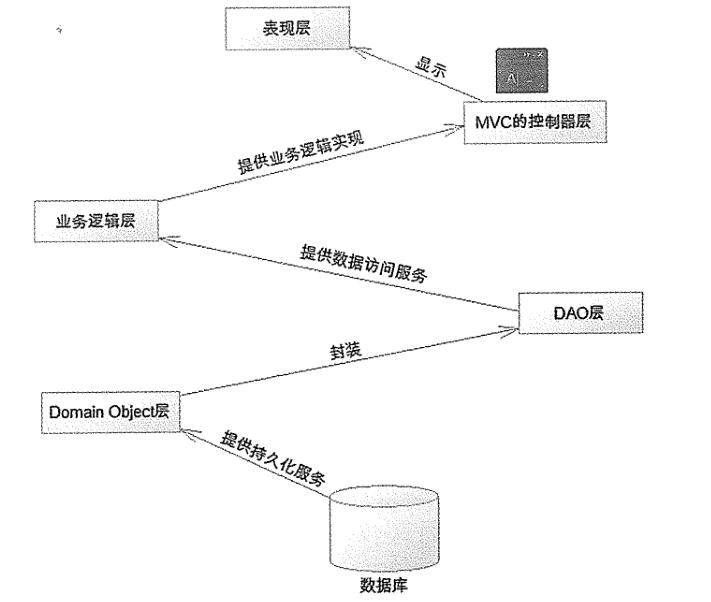 表现层
显示
A|
MVC的控制器层
提供业务逻辑实现
业务逻辑层
提供数据访问服务
DAO层
封装
Domain Object层
提供持久化服务
数据库